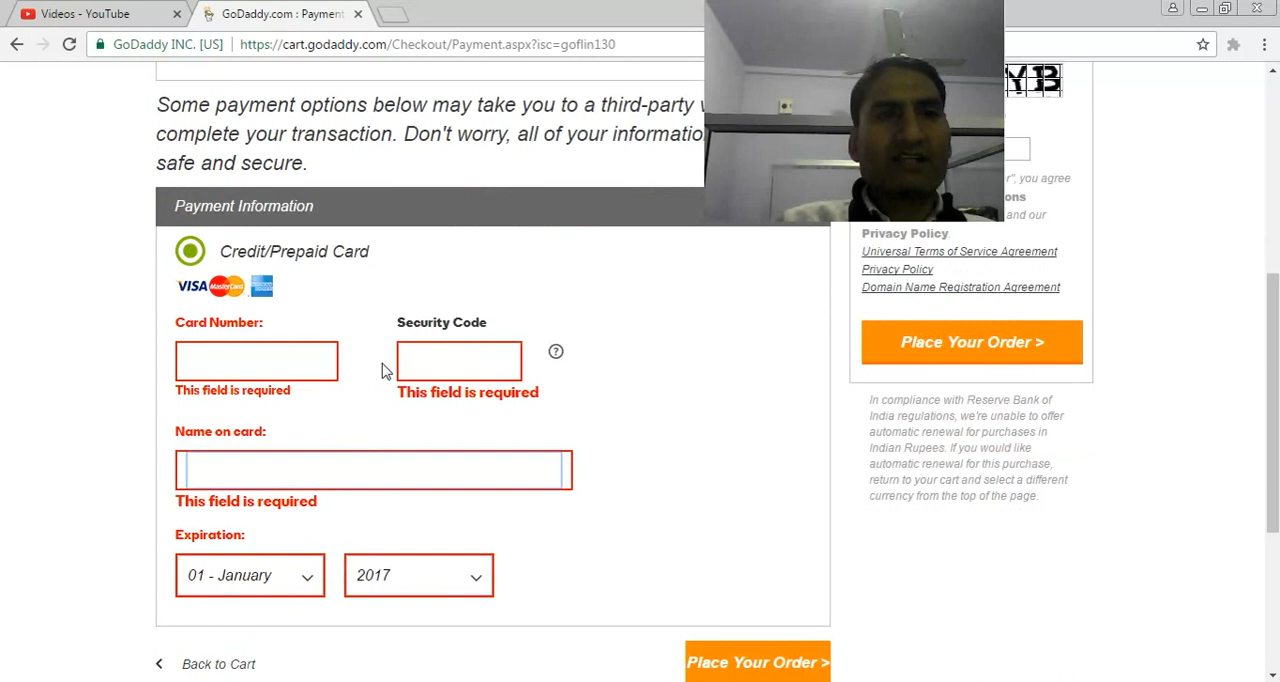 Videos - YouTube
GoDaddy.com : Payment
GoDaddy INC. [US]
https://cart.godaddy.com/Checkout/Payment.aspx?isc=goflin130
Some payment options below may take you to a third-party
complete your transaction. Don't worry, all of your
safe and secure.
Payment Information
Credit/Prepaid Card
VISA MasterCard
Card Number:
Security Code
?
This field is required
This field is required
Name on card:
This field is required
Expiration:
01 - January
2017
Back to Cart
Place Your Order >
YB
", you agree
and our
Privacy Policy.
Universal Terms of Service Agreement
Privacy Policy
Domain Name Registration Agreement
Place Your Order >
In compliance with Reserve Bank of
India regulations, we're unable to offer
automatic renewal for purchases in
Indian Rupees. If you would like
automatic renewal for this purchase,
return to your cart and select a different
currency from the top of the page.